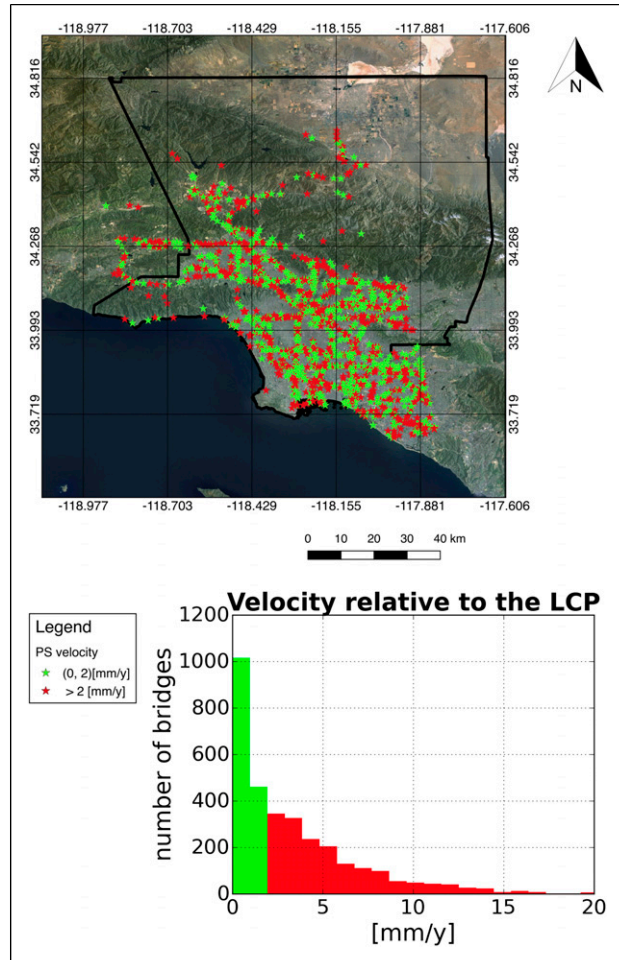 -118.977 -118.703 -118.429 -118.155 -117.881 -117.606
34.816 34.816
N
34.542 34.542
34.268 34.268
33.993 33.993
33.719 33.719
-118.977 -118.703 -118.429 -118.155 -117.881 -117.606
0 10 20 30 40 km
Velocity relative to the LCP
Legend
PS velocity
(0, 2)[mm/y]
> 2 [mm/y]
number of bridges
1200
1000
800
600
400
200
0
0 5 10 15 20
[mm/y]